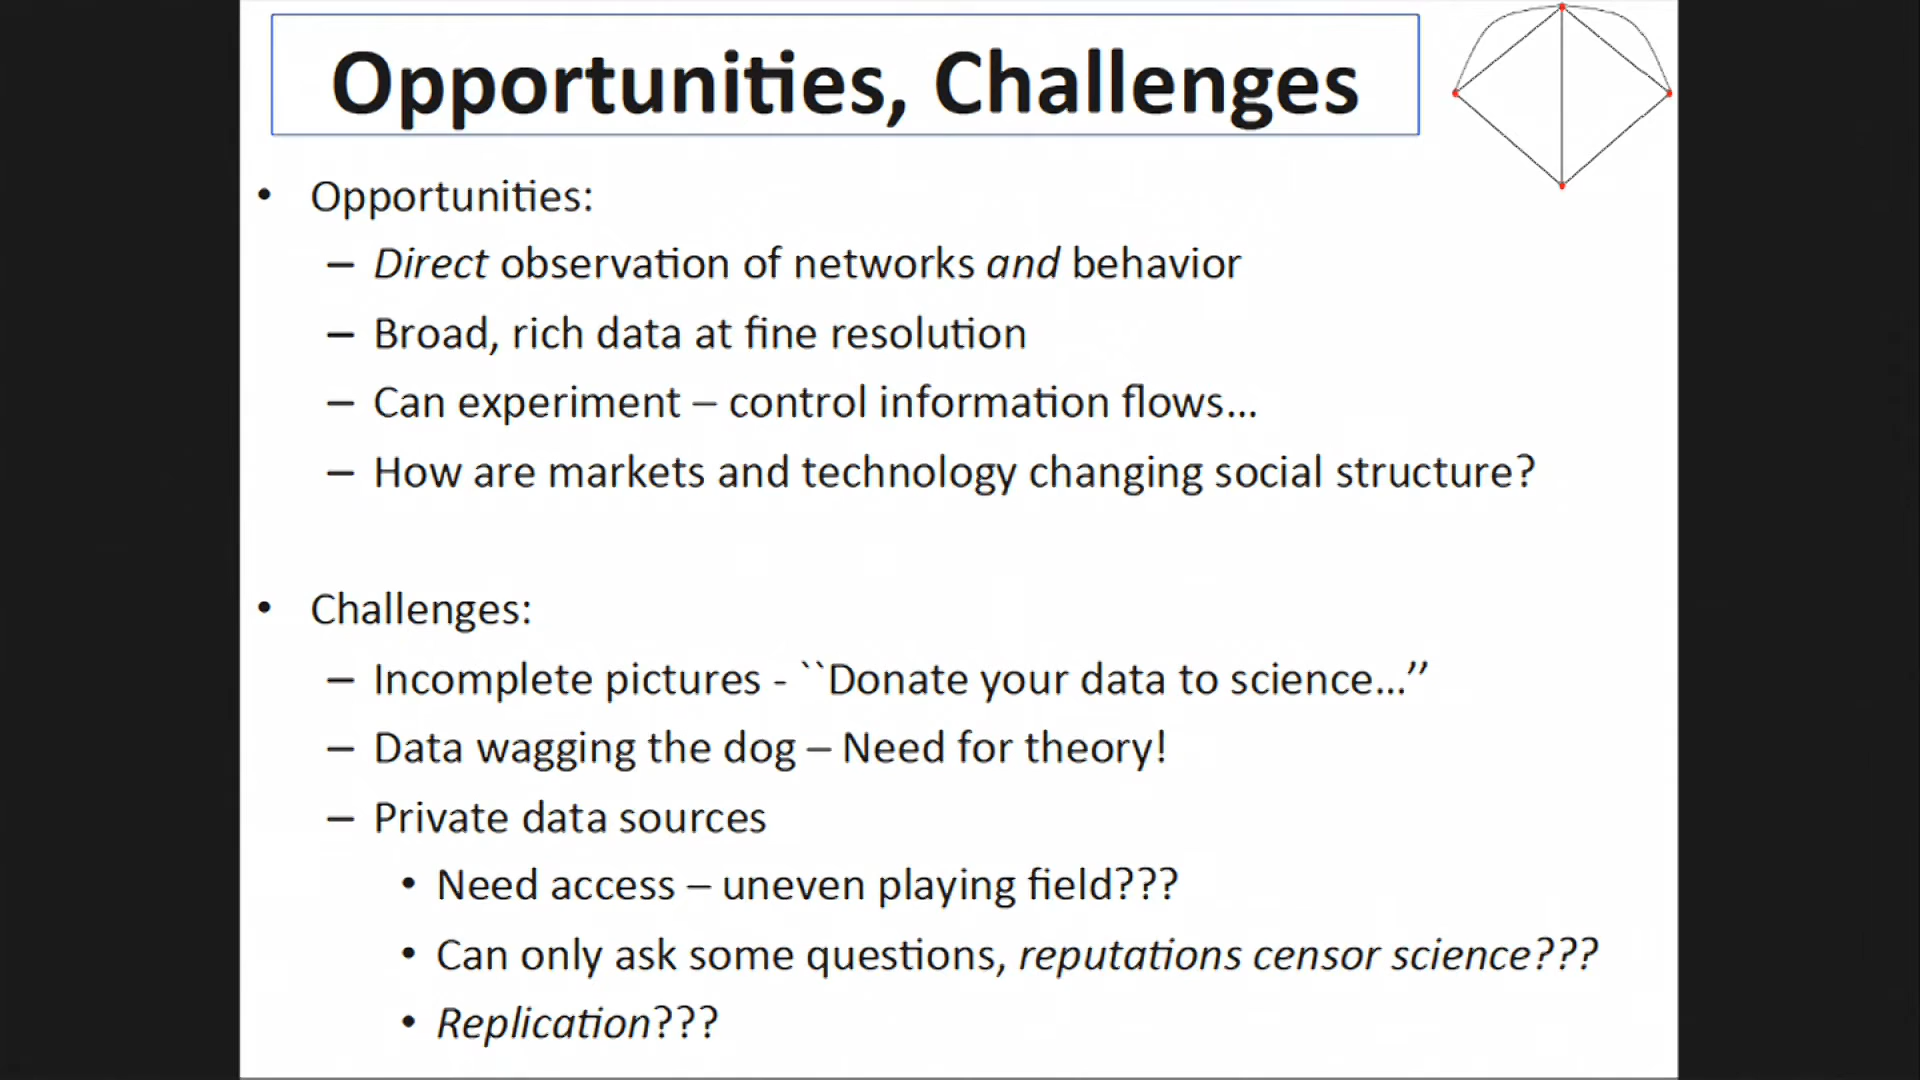 Opportunities, Challenges
• Opportunities:
– Direct observation of networks and behavior
– Broad, rich data at fine resolution
– Can experiment – control information flows...
– How are markets and technology changing social structure?
• Challenges:
– Incomplete pictures - ``Donate your data to science...’’
– Data wagging the dog – Need for theory!
– Private data sources
• Need access – uneven playing field???
• Can only ask some questions, reputations censor science???
• Replication???